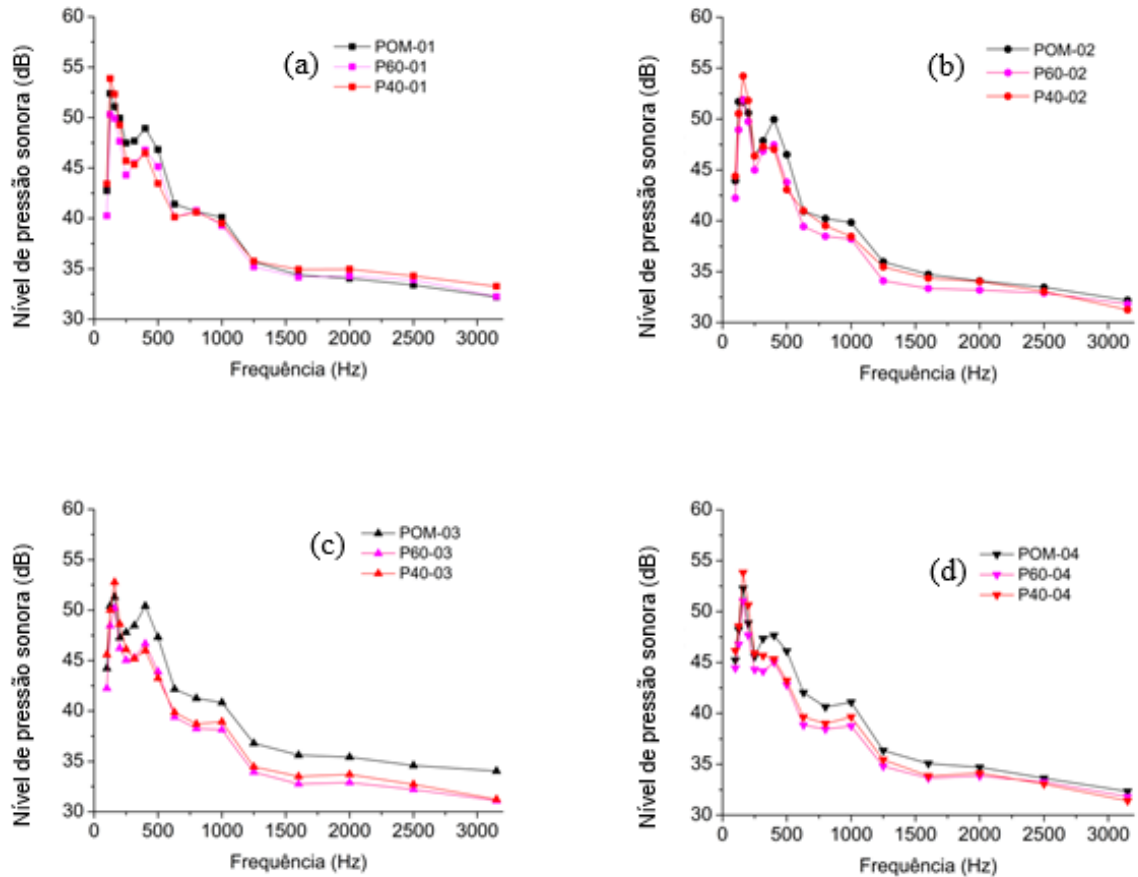 60
55
50
45
40
35
30
Nível de pressão sonora (dB)
(a)
POM-01
P60-01
P40-01
0 500 1000 1500 2000 2500 3000
Frequência (Hz)
60
55
50
45
40
35
30
Nível de pressão sonora (dB)
(b)
POM-02
P60-02
P40-02
0 500 1000 1500 2000 2500 3000
Frequência (Hz)
60
55
50
45
40
35
30
Nível de pressão sonora (dB)
(c)
POM-03
P60-03
P40-03
0 500 1000 1500 2000 2500 3000
Frequência (Hz)
60
55
50
45
40
35
30
Nível de pressão sonora (dB)
(d)
POM-04
P60-04
P40-04
0 500 1000 1500 2000 2500 3000
Frequência (Hz)